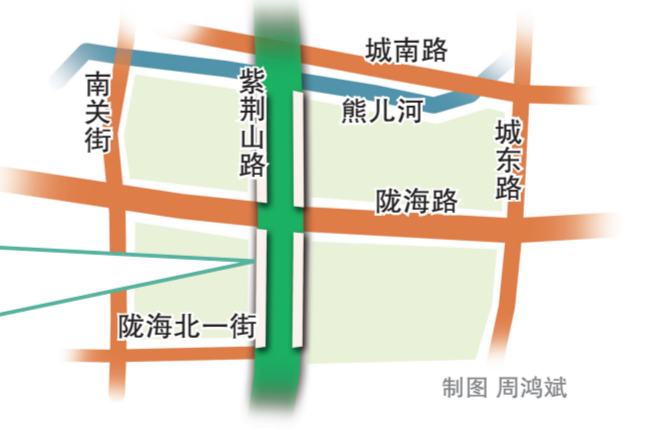 城南路
南关街
紫荆山路
熊儿河
城东路
陇海路
陇海北一街
制图 周鸿斌